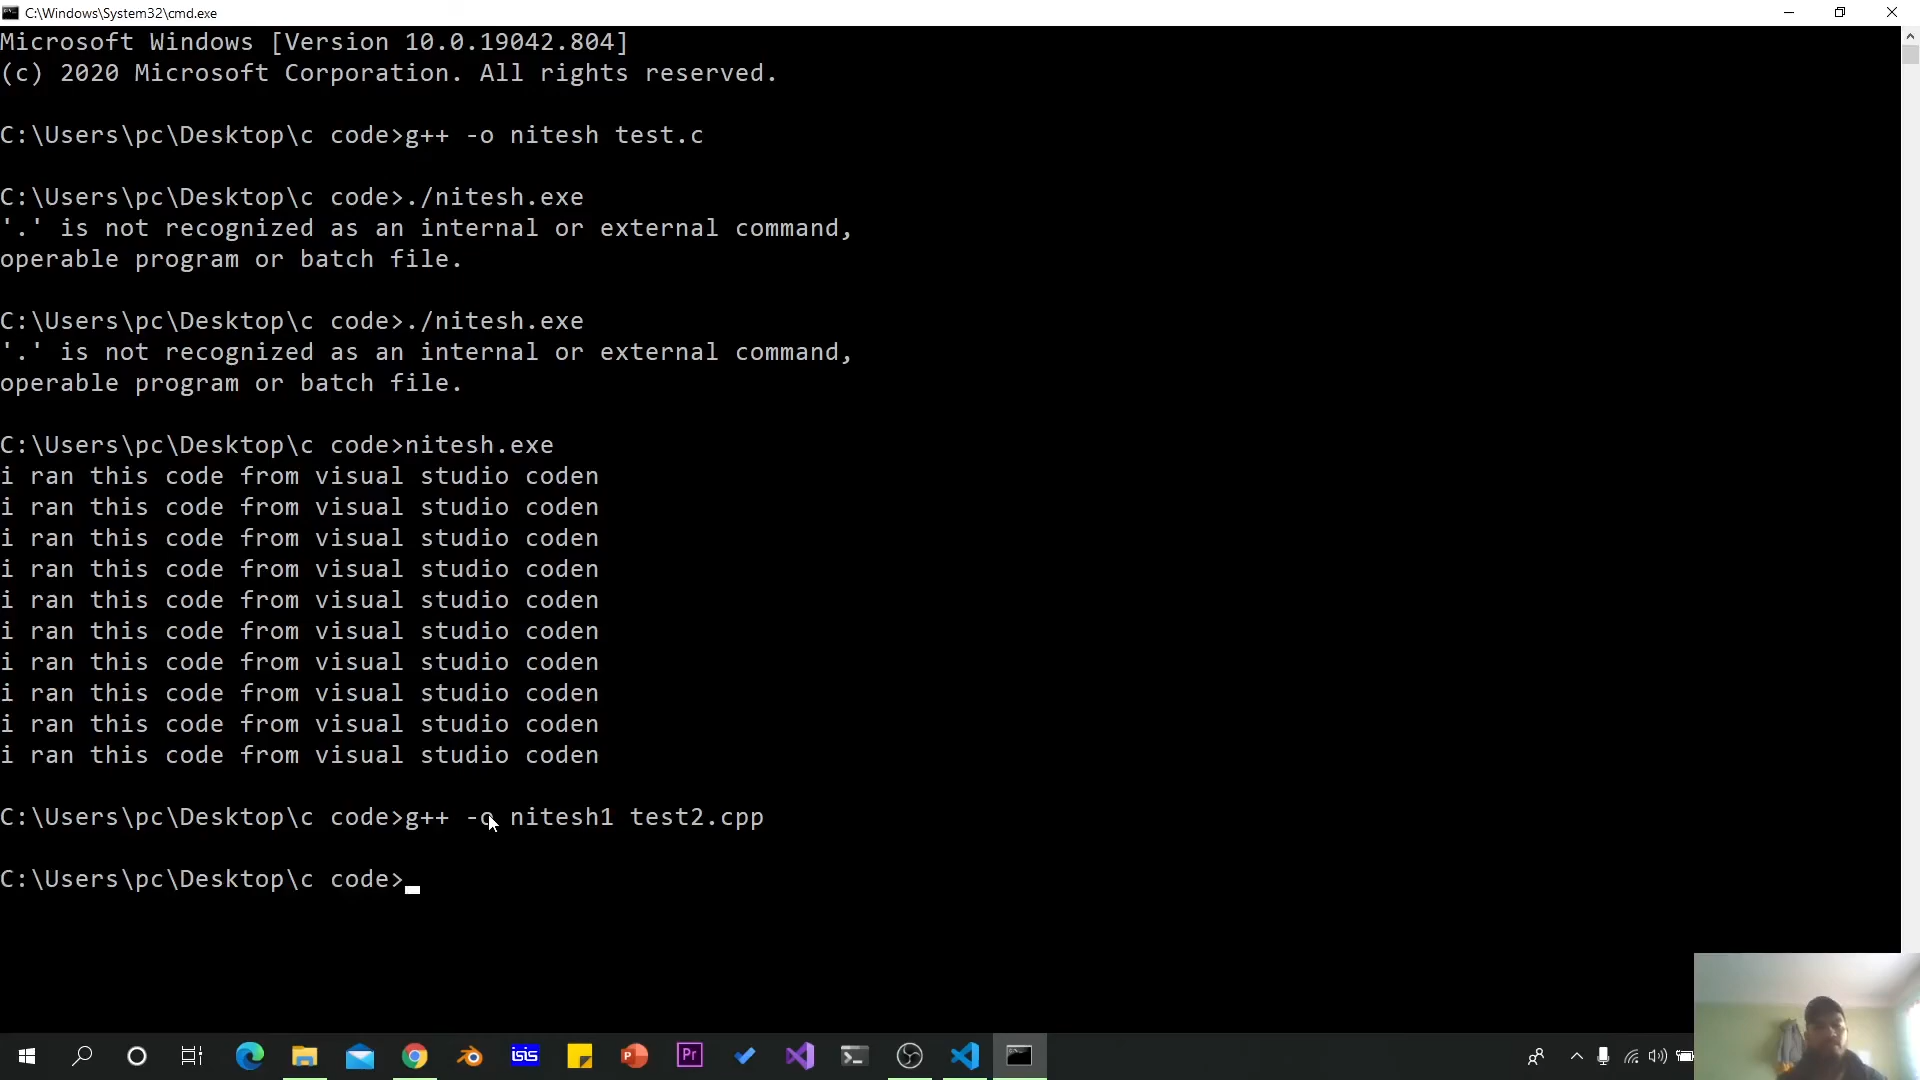 C:\Windows\System32\cmd.exe
Microsoft Windows [Version 10.0.19042.804]
(c) 2020 Microsoft Corporation. All rights reserved.
C:\Users\pc\Desktop\c code>g++ -o nitesh test.c
C:\Users\pc\Desktop\c code>./nitesh.exe
'.' is not recognized as an internal or external command,
operable program or batch file.
C:\Users\pc\Desktop\c code>./nitesh.exe
'.' is not recognized as an internal or external command,
operable program or batch file.
C:\Users\pc\Desktop\c code>nitesh.exe
i ran this code from visual studio coden
i ran this code from visual studio coden
i ran this code from visual studio coden
i ran this code from visual studio coden
i ran this code from visual studio coden
i ran this code from visual studio coden
i ran this code from visual studio coden
i ran this code from visual studio coden
i ran this code from visual studio coden
i ran this code from visual studio coden
C:\Users\pc\Desktop\c code>g++ -o nitesh1 test2.cpp
C:\Users\pc\Desktop\c code>
isis
Pr